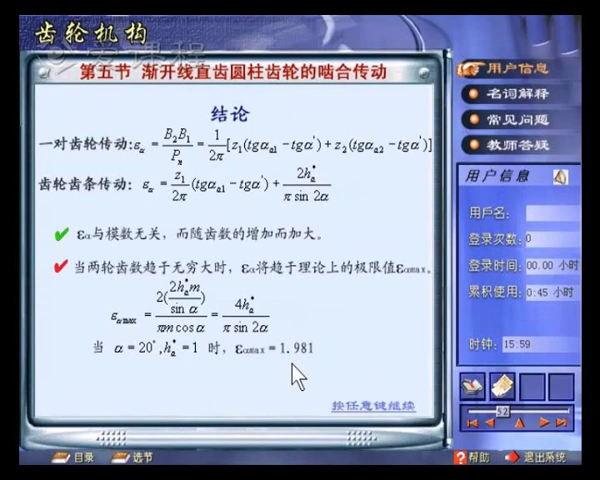 齿轮机构
爱课程
第五节 渐开线直齿圆柱齿轮的啮合传动
结论
一对齿轮传动: εα = B2B1/Pn = 1/2π [z1(tgαa1 − tgα') + z2(tgαa2 − tgα')]
齿轮齿条传动: εα = z1/2π (tgαa1 − tgα') + 2ha*/π sin 2α
✔ εα与模数无关，而随齿数的增加而加大。
✔ 当两轮齿数趋于无穷大时，εα将趋于理论上的极限值εαmax。
εαmax = 2(2ha*m/sin α)/πm cos α = 4ha*/π sin 2α
当 α = 20°, ha* = 1 时, εαmax = 1.981
按任意键继续
目录 选节
用户信息
名词解释
常见问题
教师答疑
用户信息
用戶名:
登录次数: 0
登录时间: 00.00 小时
累积使用: 0:45 小时
时钟: 15:59
52
帮助 退出系统